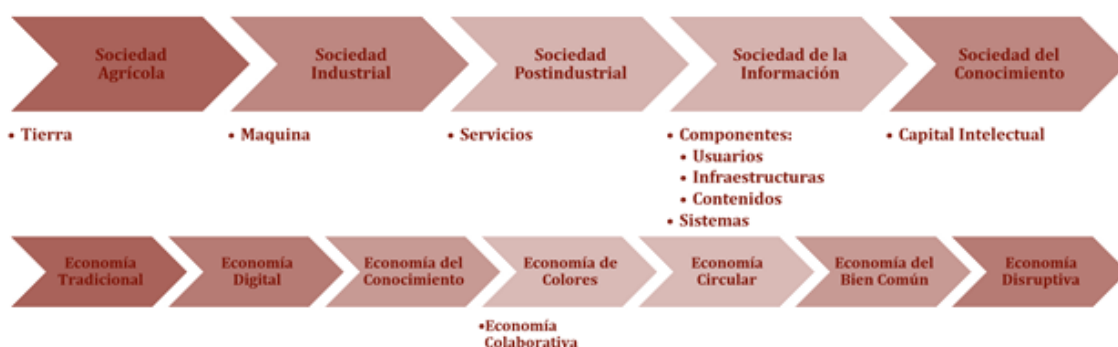 Sociedad
Agrícola
Sociedad
Industrial
Sociedad
Postindustrial
Sociedad de la
Información
Sociedad del
Conocimiento
• Tierra
• Maquina
• Servicios
• Componentes:
• Usuarios
• Infraestructuras
• Contenidos
• Sistemas
• Capital Intelectual
Economía
Tradicional
Economía
Digital
Economía del
Conocimiento
Economía de
Colores
Economía
Circular
Economía del
Bien Común
Economía
Disruptiva
•Economía
Colaborativa